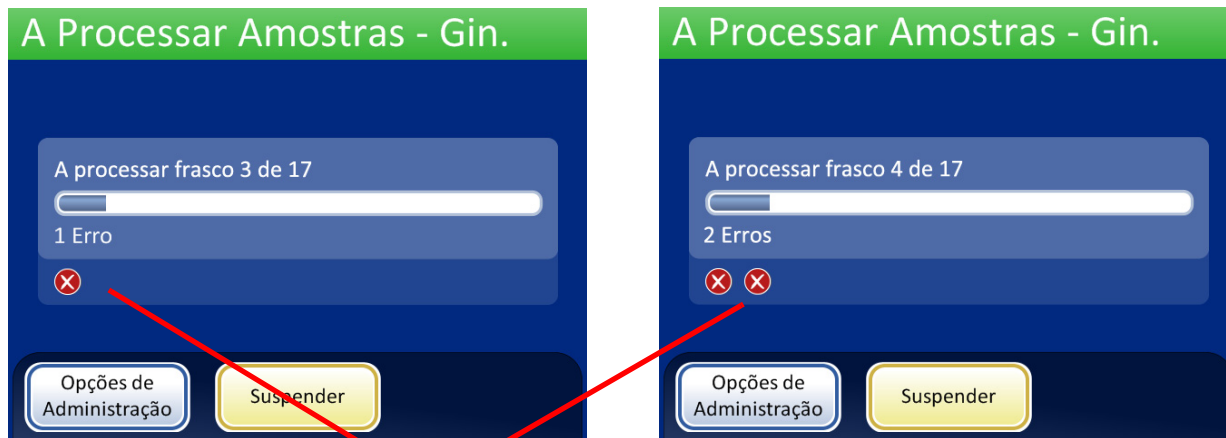 A Processar Amostras - Gin.
A processar frasco 3 de 17
1 Erro
Opções de
Administração
Suspender
A Processar Amostras - Gin.
A processar frasco 4 de 17
2 Erros
Opções de
Administração
Suspender